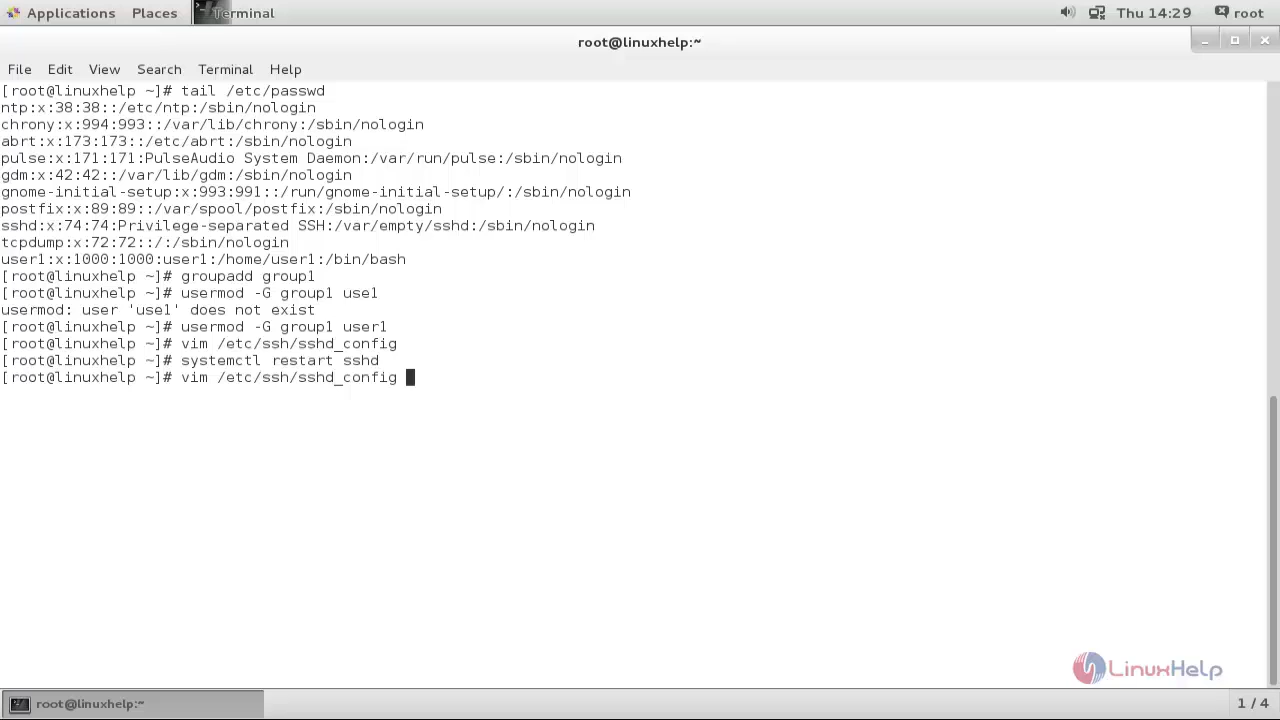 Applications Places Terminal Thu 14:29 root
root@linuxhelp:~
File Edit View Search Terminal Help
[root@linuxhelp ~]# tail /etc/passwd
ntp:x:38:38::/etc/ntp:/sbin/nologin
chrony:x:994:993::/var/lib/chrony:/sbin/nologin
abrt:x:173:173::/etc/abrt:/sbin/nologin
pulse:x:171:171:PulseAudio System Daemon:/var/run/pulse:/sbin/nologin
gdm:x:42:42::/var/lib/gdm:/sbin/nologin
gnome-initial-setup:x:993:991::/run/gnome-initial-setup/:/sbin/nologin
postfix:x:89:89::/var/spool/postfix:/sbin/nologin
sshd:x:74:74:Privilege-separated SSH:/var/empty/sshd:/sbin/nologin
tcpdump:x:72:72::/:/sbin/nologin
user1:x:1000:1000:user1:/home/user1:/bin/bash
[root@linuxhelp ~]# groupadd group1
[root@linuxhelp ~]# usermod -G group1 use1
usermod: user 'use1' does not exist
[root@linuxhelp ~]# usermod -G group1 user1
[root@linuxhelp ~]# vim /etc/ssh/sshd_config
[root@linuxhelp ~]# systemctl restart sshd
[root@linuxhelp ~]# vim /etc/ssh/sshd_config
LinuxHelp
root@linuxhelp:~ 1 / 4